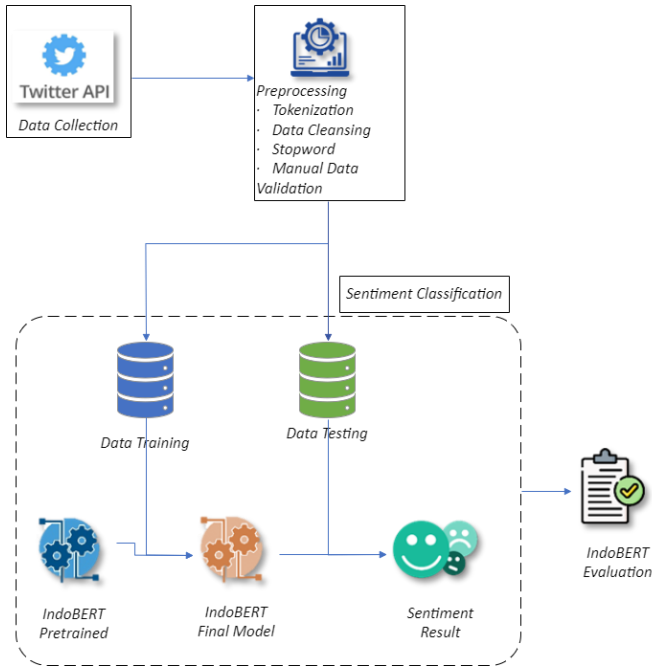 Twitter API
Data Collection
Preprocessing
· Tokenization
· Data Cleansing
· Stopword
· Manual Data
Validation
Sentiment Classification
Data Training
Data Testing
IndoBERT
Pretrained
IndoBERT
Final Model
Sentiment
Result
IndoBERT
Evaluation